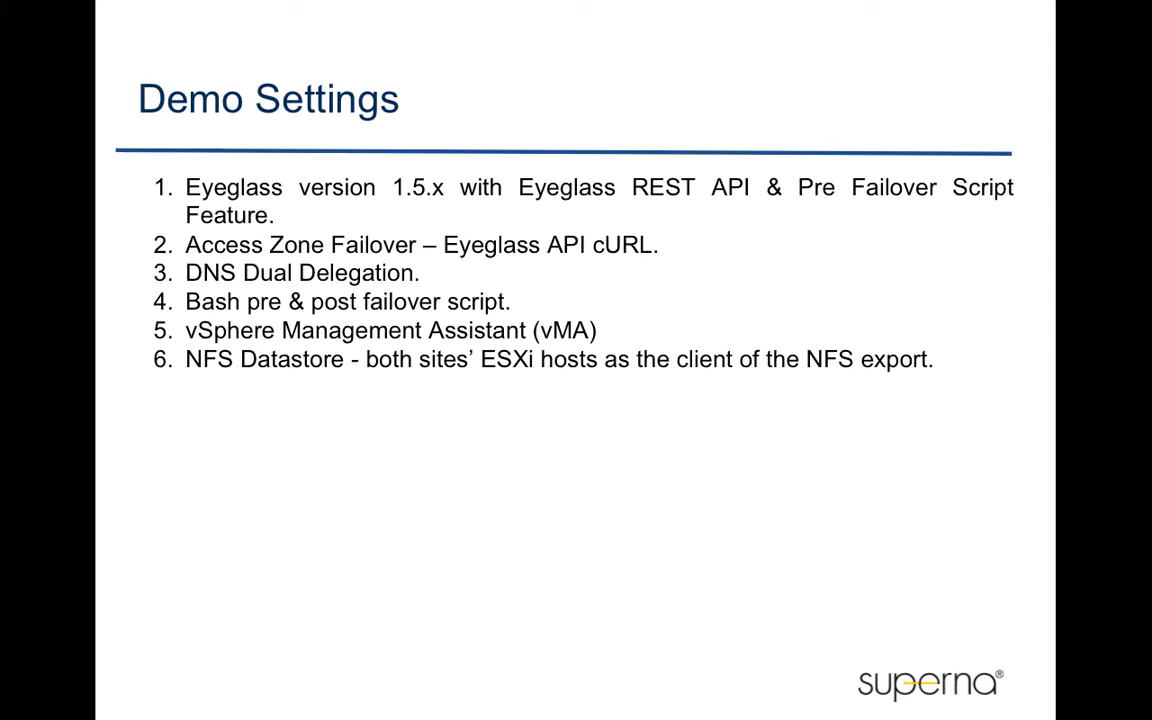 Demo Settings
1. Eyeglass version 1.5.x with Eyeglass REST API & Pre Failover Script
Feature.
2. Access Zone Failover – Eyeglass API cURL.
3. DNS Dual Delegation.
4. Bash pre & post failover script.
5. vSphere Management Assistant (vMA)
6. NFS Datastore - both sites’ ESXi hosts as the client of the NFS export.
superna®